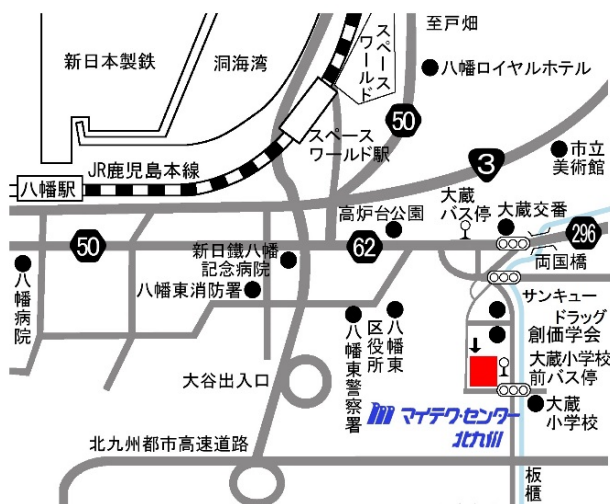 至戸畑
スペース
ワールド
新日本製鉄
洞海湾
八幡ロイヤルホテル
50
スペース
ワールド駅
3
市立
美術館
JR鹿児島本線
八幡駅
大蔵
バス停
高炉台公園
大蔵交番
296
50
62
新日鐵八幡
記念病院
両国橋
八幡病院
八幡東消防署
サンキュー
ドラッグ
八幡東警察署
八幡東
区役所
創価学会
大谷出入口
大蔵小学校
前バス停
マイテク・センター
北九州
大蔵
小学校
北九州都市高速道路
板櫃